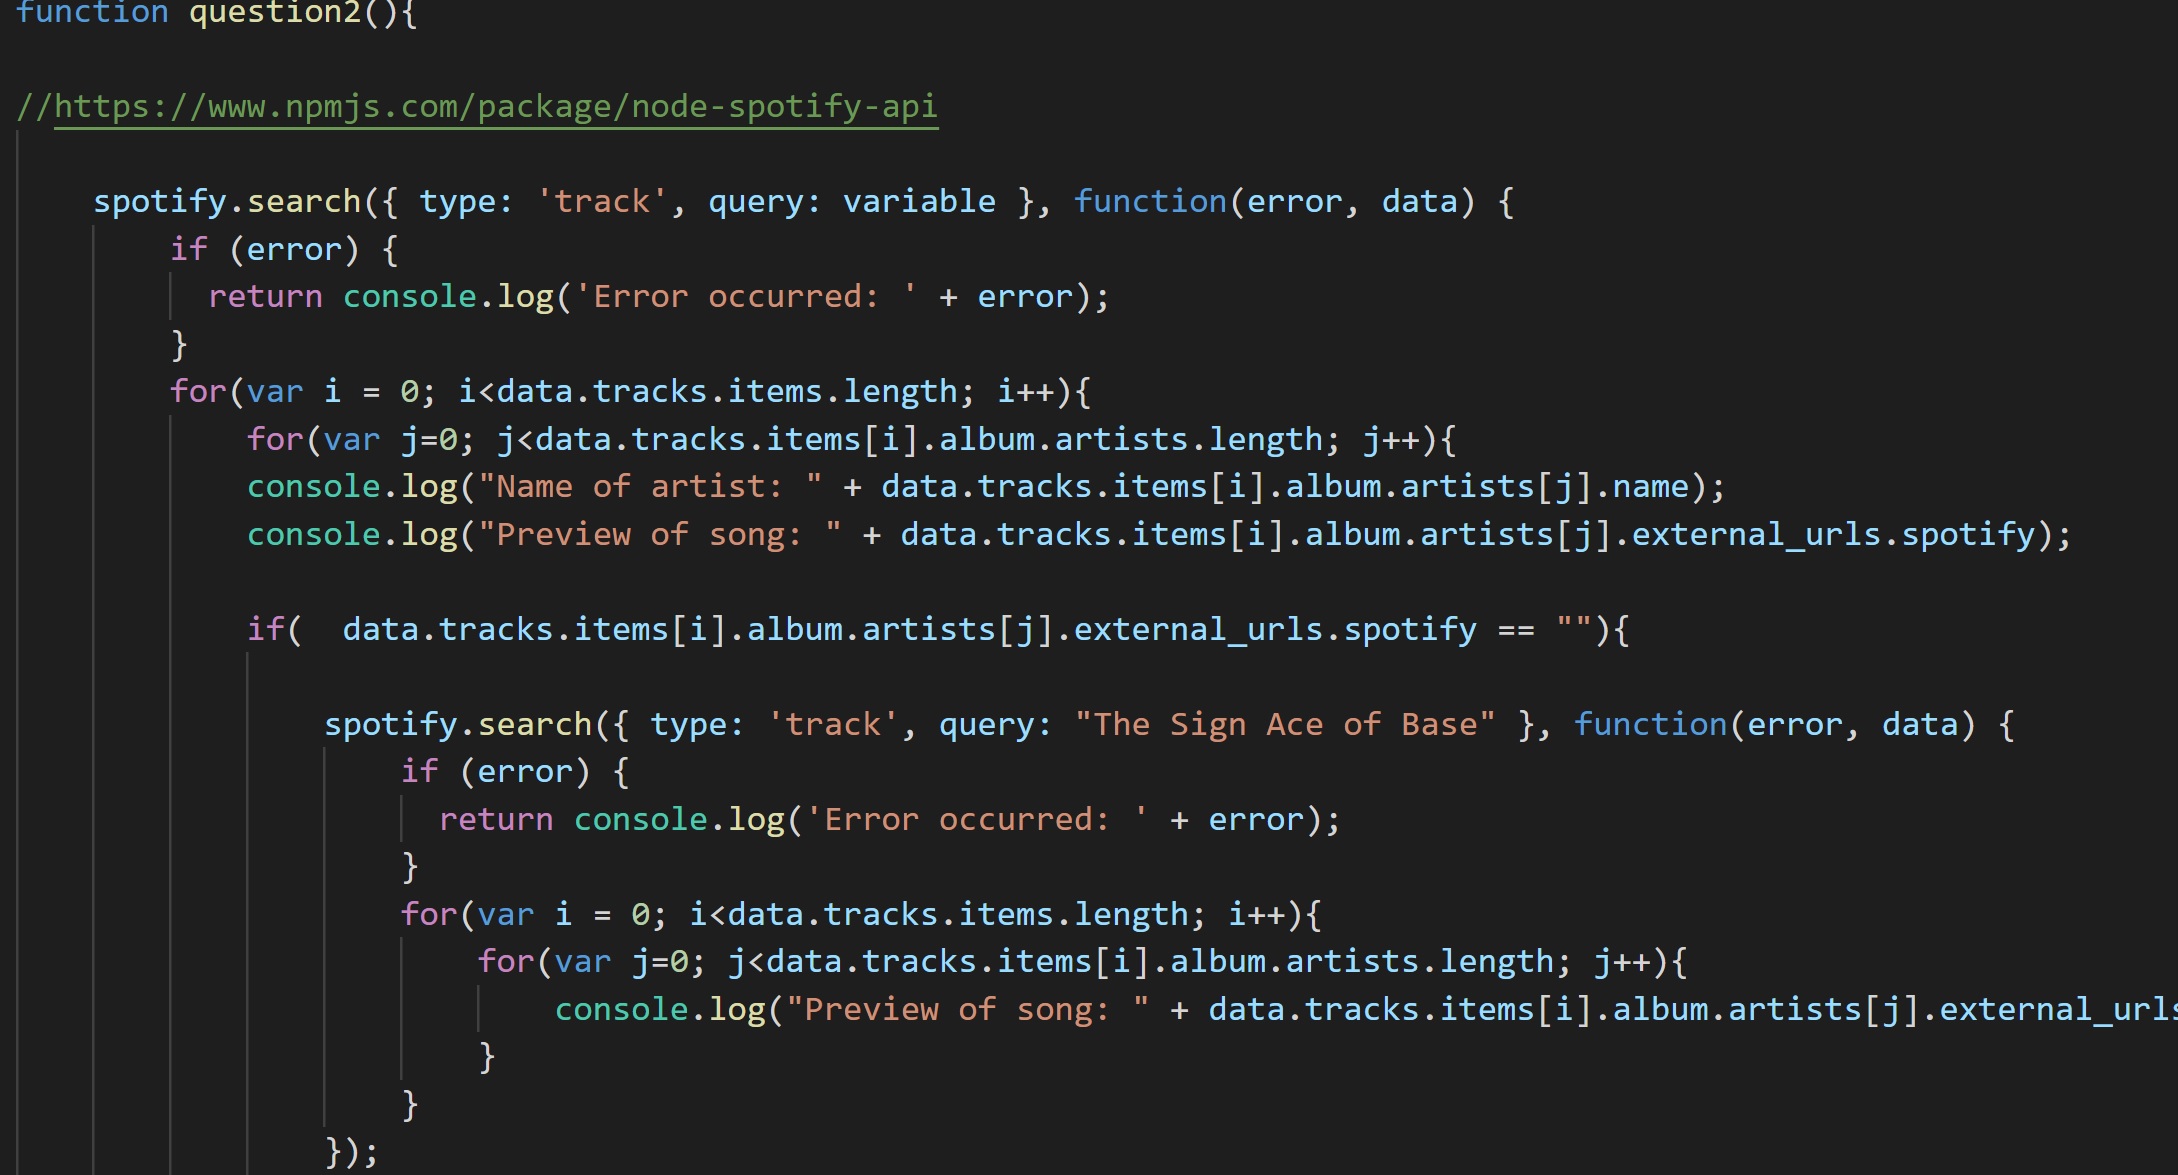 function question2(){
//https://www.npmjs.com/package/node-spotify-api
spotify.search({ type: 'track', query: variable }, function(error, data) {
if (error) {
return console.log('Error occurred: ' + error);
}
for(var i = 0; i<data.tracks.items.length; i++){
for(var j=0; j<data.tracks.items[i].album.artists.length; j++){
console.log("Name of artist: " + data.tracks.items[i].album.artists[j].name);
console.log("Preview of song: " + data.tracks.items[i].album.artists[j].external_urls.spotify);
if(  data.tracks.items[i].album.artists[j].external_urls.spotify == ""){
spotify.search({ type: 'track', query: "The Sign Ace of Base" }, function(error, data) {
if (error) {
return console.log('Error occurred: ' + error);
}
for(var i = 0; i<data.tracks.items.length; i++){
for(var j=0; j<data.tracks.items[i].album.artists.length; j++){
console.log("Preview of song: " + data.tracks.items[i].album.artists[j].external_urls
}
}
});